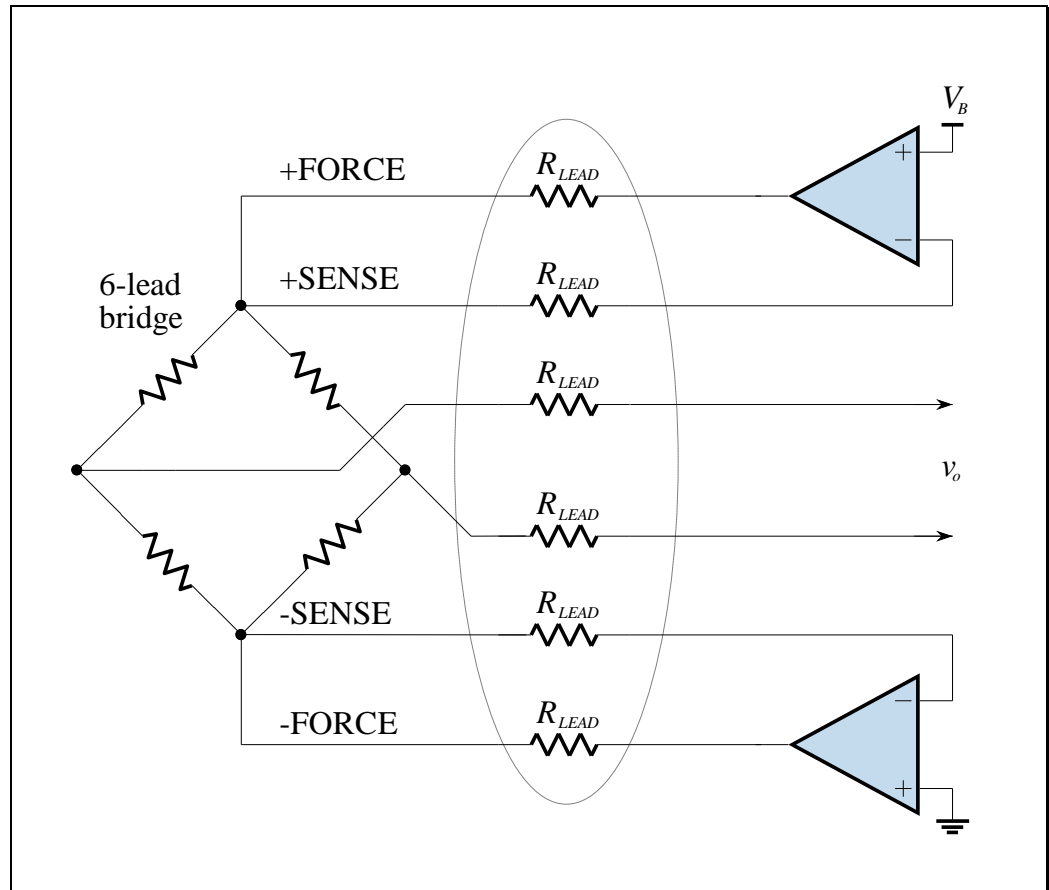 V_B
+
+FORCE
R_LEAD
−
6-lead
bridge
+SENSE
R_LEAD
R_LEAD
v_o
R_LEAD
-SENSE
R_LEAD
−
-FORCE
R_LEAD
+